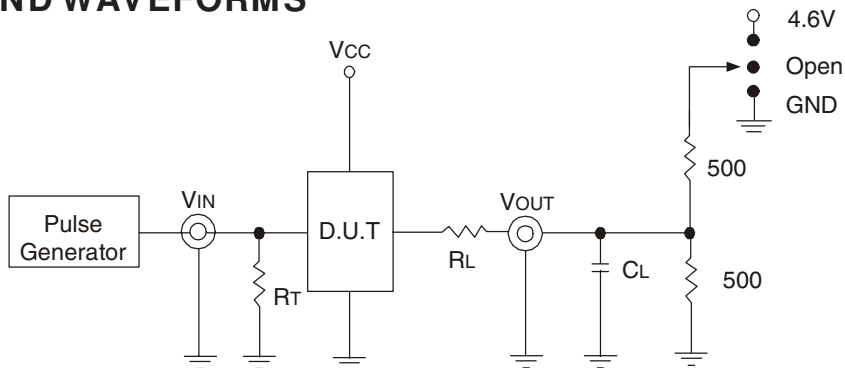 ND WAVEFORMS
4.6V
VCC
Open
GND
500
VIN
VOUT
Pulse
Generator
D.U.T
RL
CL
RT
500